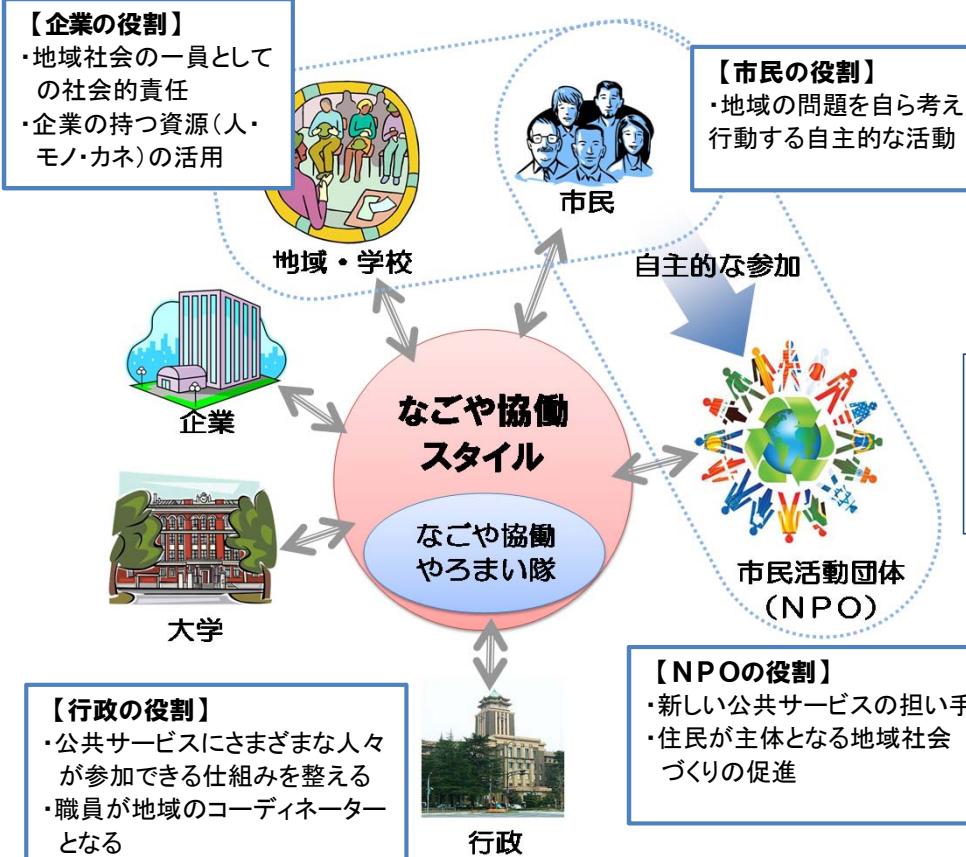 【企業の役割】
・地域社会の一員として
の社会的責任
・企業の持つ資源(人・
モノ・カネ)の活用
【市民の役割】
・地域の問題を自ら考え
行動する自主的な活動
市民
地域・学校
自主的な参加
企業
なごや協働
スタイル
なごや協働
やろまい隊
大学
市民活動団体
(NPO)
【NPOの役割】
・新しい公共サービスの担い手
・住民が主体となる地域社会
づくりの促進
【行政の役割】
・公共サービスにさまざまな人々
が参加できる仕組みを整える
・職員が地域のコーディネーター
となる
行政